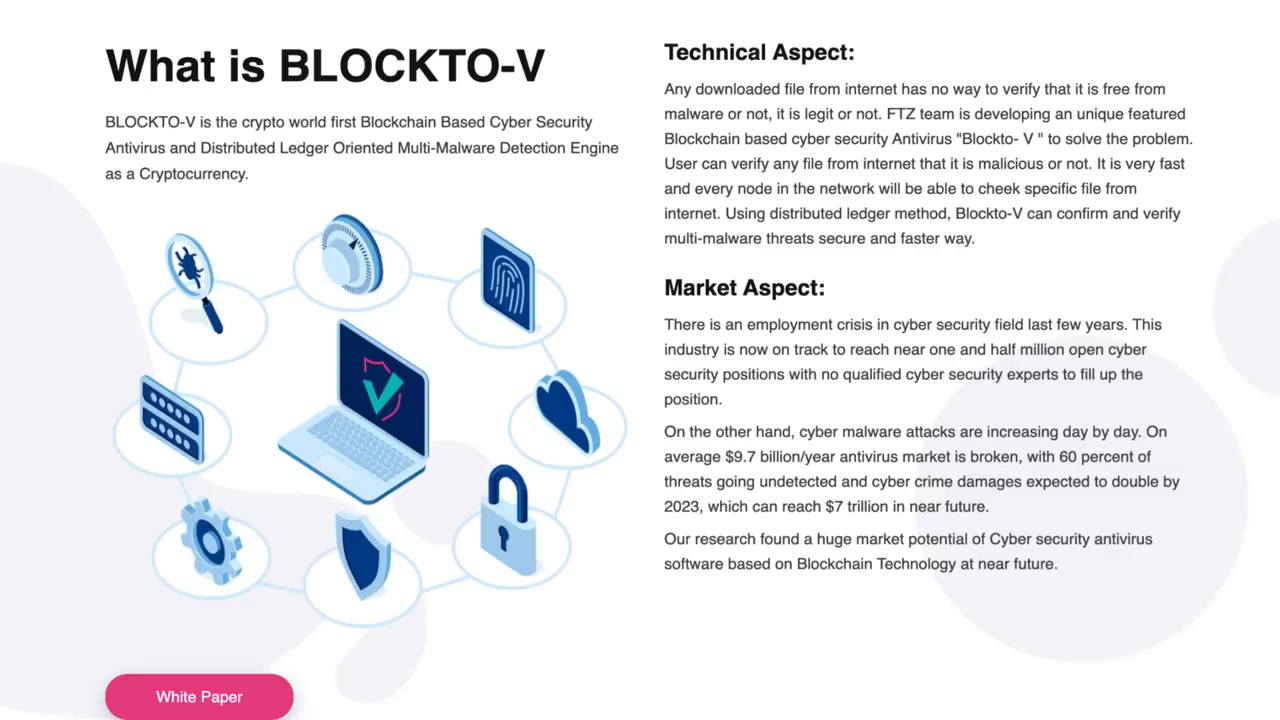 What is BLOCKTO-V
BLOCKTO-V is the crypto world first Blockchain Based Cyber Security
Antivirus and Distributed Ledger Oriented Multi-Malware Detection Engine
as a Cryptocurrency.
White Paper
Technical Aspect:
Any downloaded file from internet has no way to verify that it is free from
malware or not, it is legit or not. FTZ team is developing an unique featured
Blockchain based cyber security Antivirus "Blockto- V " to solve the problem.
User can verify any file from internet that it is malicious or not. It is very fast
and every node in the network will be able to cheek specific file from
internet. Using distributed ledger method, Blockto-V can confirm and verify
multi-malware threats secure and faster way.
Market Aspect:
There is an employment crisis in cyber security field last few years. This
industry is now on track to reach near one and half million open cyber
security positions with no qualified cyber security experts to fill up the
position.
On the other hand, cyber malware attacks are increasing day by day. On
average $9.7 billion/year antivirus market is broken, with 60 percent of
threats going undetected and cyber crime damages expected to double by
2023, which can reach $7 trillion in near future.
Our research found a huge market potential of Cyber security antivirus
software based on Blockchain Technology at near future.